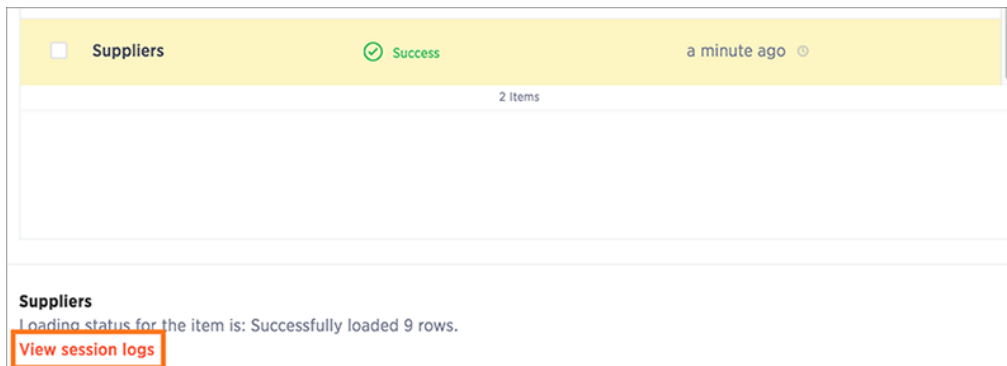 Suppliers Success a minute ago
2 Items
Suppliers
Loading status for the item is: Successfully loaded 9 rows.
View session logs